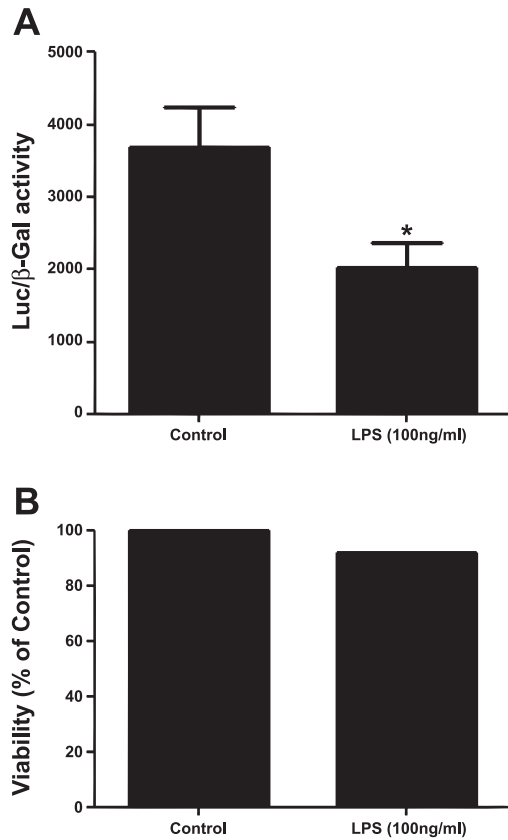 A
Luc/β-Gal activity
5000
4000
3000
2000
1000
0
*
Control
LPS (100ng/ml)
B
Viability (% of Control)
100
80
60
40
20
0
Control
LPS (100ng/ml)